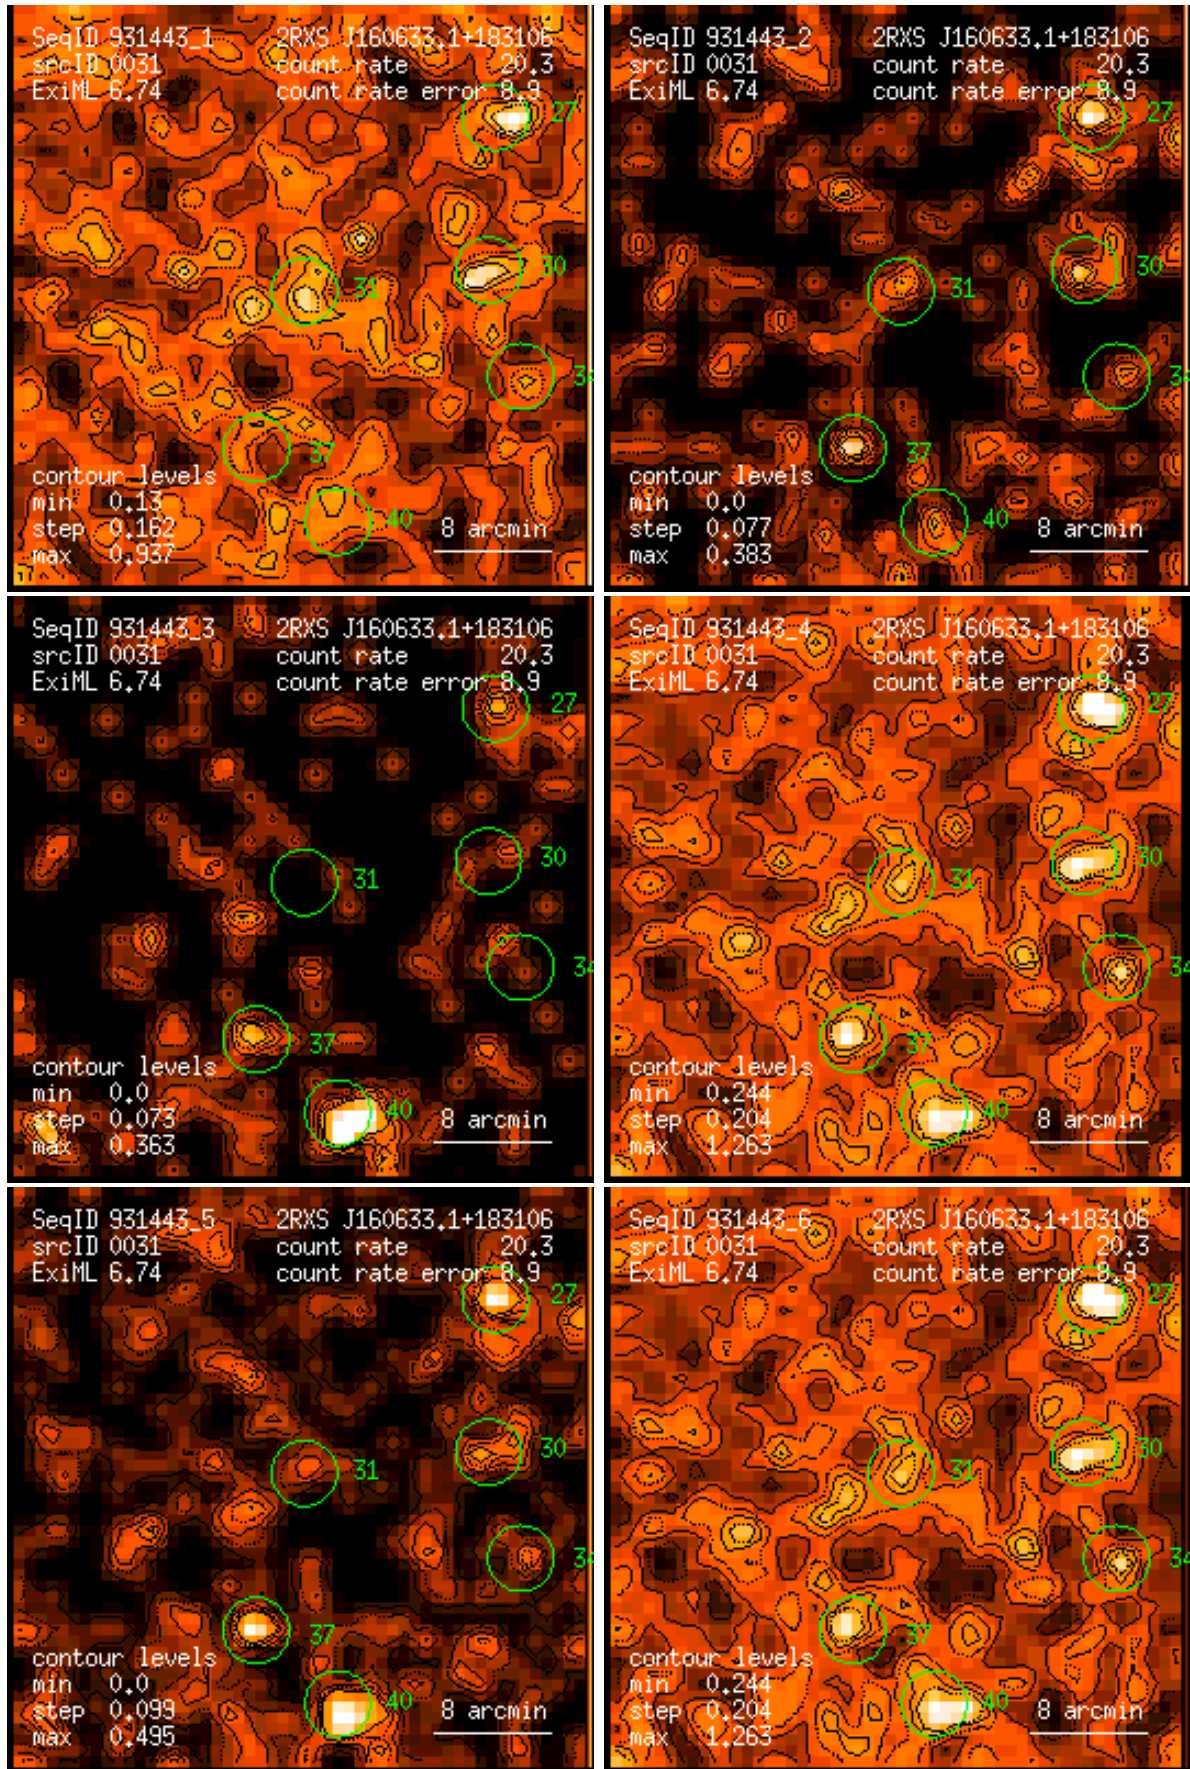 SeqID 931443_1 2RXS J160633.1+183106
srcID 0031 count rate 20.3
ExiML 6.74 count rate error 8.9
27
30
31
34
37
contour levels
min 0.13
40
step 0.162 8 arcmin
max 0.937
SeqID 931443_2 2RXS J160633.1+183106
srcID 0031 count rate 20.3
ExiML 6.74 count rate error 8.9
27
30
31
34
37
contour levels
min 0.0
40
step 0.077 8 arcmin
max 0.383
SeqID 931443_3 2RXS J160633.1+183106
srcID 0031 count rate 20.3
ExiML 6.74 count rate error 8.9
27
30
31
34
37
contour levels
min 0.0
40
step 0.073 8 arcmin
max 0.363
SeqID 931443_4 2RXS J160633.1+183106
srcID 0031 count rate 20.3
ExiML 6.74 count rate error 8.9
27
30
31
34
37
contour levels
min 0.244
40
step 0.204 8 arcmin
max 1.263
SeqID 931443_5 2RXS J160633.1+183106
srcID 0031 count rate 20.3
ExiML 6.74 count rate error 8.9
27
30
31
34
37
contour levels
min 0.0
40
step 0.099 8 arcmin
max 0.495
SeqID 931443_6 2RXS J160633.1+183106
srcID 0031 count rate 20.3
ExiML 6.74 count rate error 8.9
27
30
31
34
37
contour levels
min 0.244
40
step 0.204 8 arcmin
max 1.263